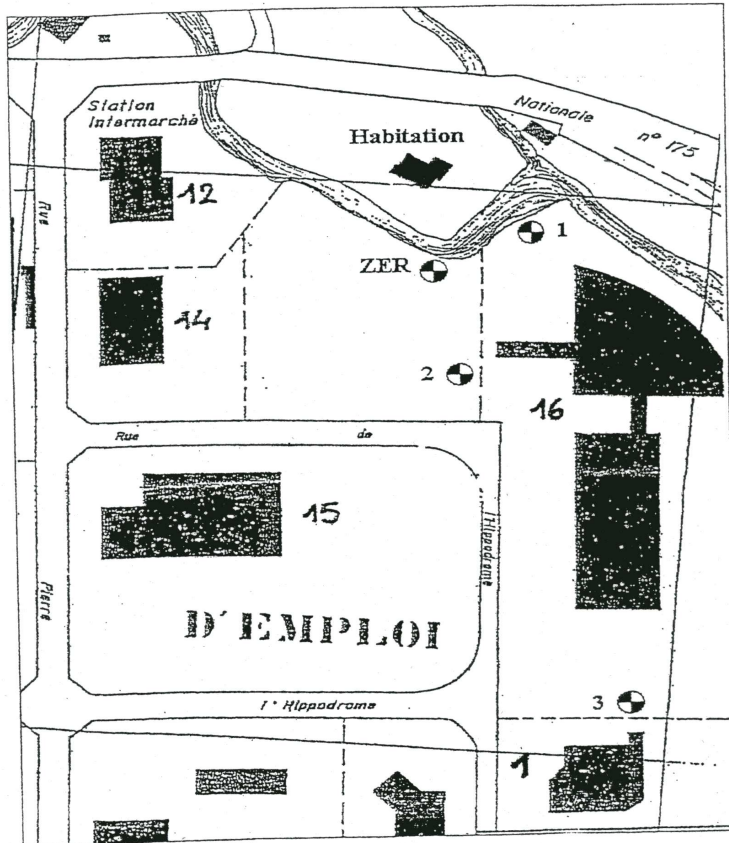 Station
Intermarché
Nationale
n° 175
Habitation
12
Rue
1
ZER
14
2
16
Rue de
15
l'Hippodrome
Pierre
D'EMPLOI
l'Hippodrome
3
1